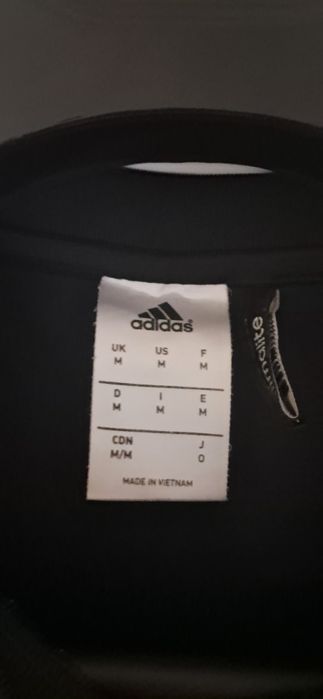 adidas
UK US F
M M M
D I E
M M M
CDN J
M/M O
MADE IN VIETNAM